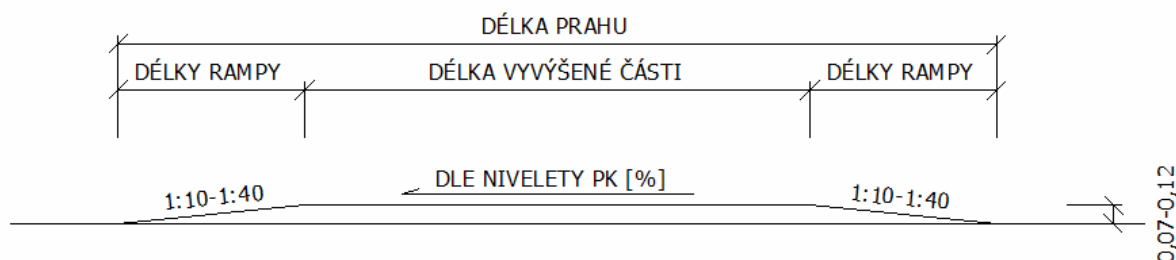 DÉLKA PRAHU
DÉLKY RAMPY
DÉLKA VYVÝŠENÉ ČÁSTI
DÉLKY RAMPY
1:10-1:40
DLE NIVELETY PK [%]
1:10-1:40
0,07-0,12